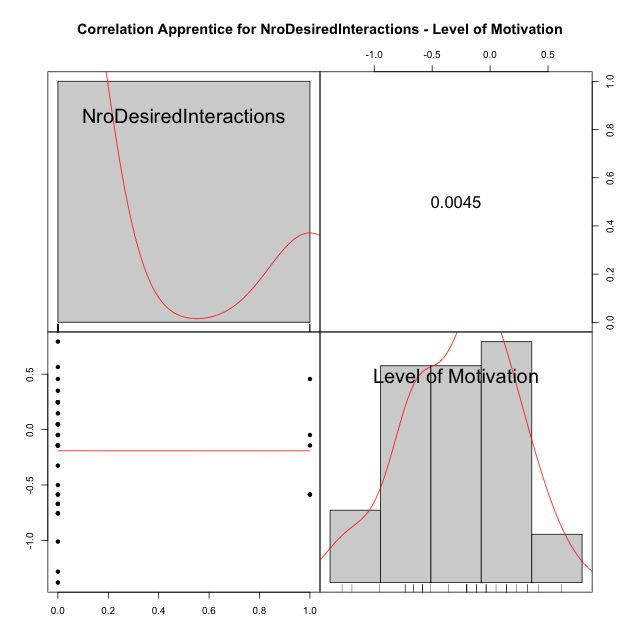 Correlation Apprentice for NroDesiredInteractions - Level of Motivation
-1.0 -0.5 0.0 0.5
NroDesiredInteractions
0.0045
0.0 0.2 0.4 0.6 0.8 1.0
-1.0 -0.5 0.0 0.5
Level of Motivation
0.0 0.2 0.4 0.6 0.8 1.0